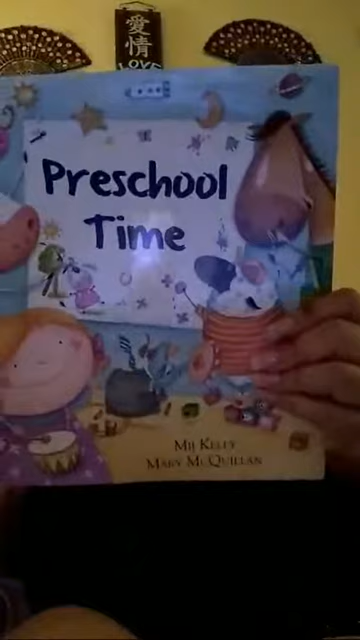 愛
情
LOVE
Preschool
Time
Mij Kelly
Mary McQuillan